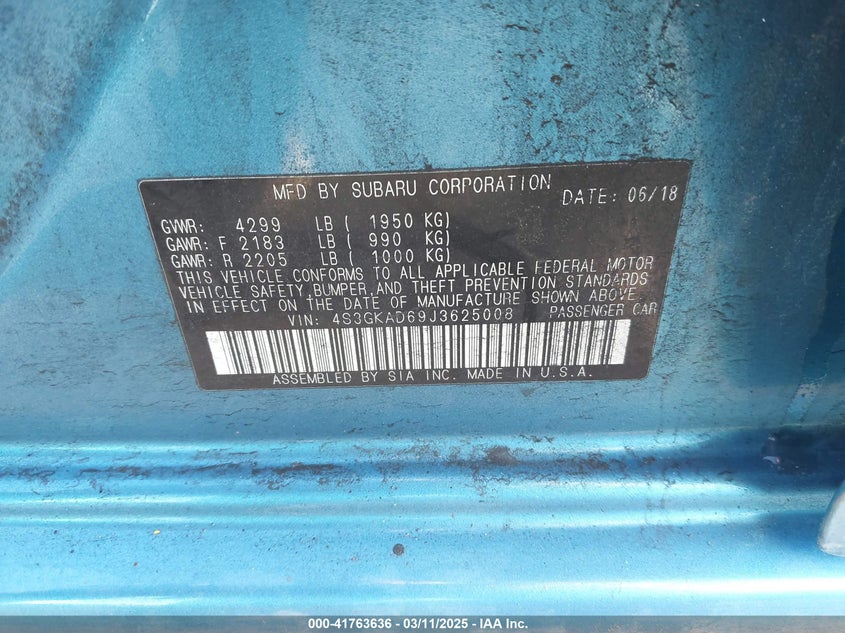 MFD BY SUBARU CORPORATION DATE: 06/18
GVWR: 4299 LB ( 1950 KG)
GAWR: F 2183 LB ( 990 KG)
GAWR: R 2205 LB ( 1000 KG)
THIS VEHICLE CONFORMS TO ALL APPLICABLE FEDERAL MOTOR
VEHICLE SAFETY, BUMPER, AND THEFT PREVENTION STANDARDS
IN EFFECT ON THE DATE OF MANUFACTURE SHOWN ABOVE.
VIN: 4S3GKAD69J3625008 PASSENGER CAR
ASSEMBLED BY SIA INC. MADE IN U.S.A.
000-41763636 - 03/11/2025 - IAA Inc.